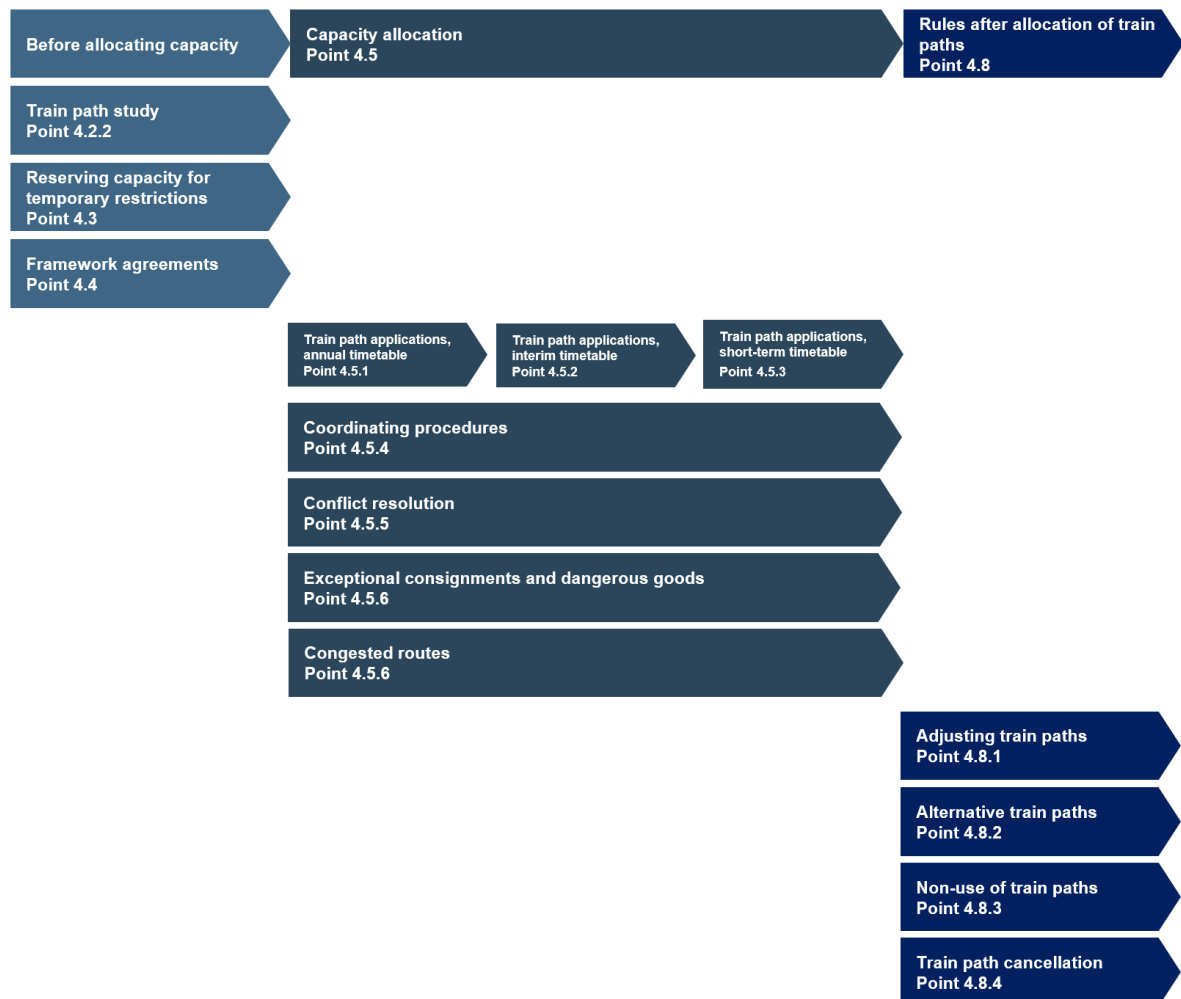 Before allocating capacity
Capacity allocation
Point 4.5
Rules after allocation of train
paths
Point 4.8
Train path study
Point 4.2.2
Reserving capacity for
temporary restrictions
Point 4.3
Framework agreements
Point 4.4
Train path applications,
annual timetable
Point 4.5.1
Train path applications,
interim timetable
Point 4.5.2
Train path applications,
short-term timetable
Point 4.5.3
Coordinating procedures
Point 4.5.4
Conflict resolution
Point 4.5.5
Exceptional consignments and dangerous goods
Point 4.5.6
Congested routes
Point 4.5.6
Adjusting train paths
Point 4.8.1
Alternative train paths
Point 4.8.2
Non-use of train paths
Point 4.8.3
Train path cancellation
Point 4.8.4